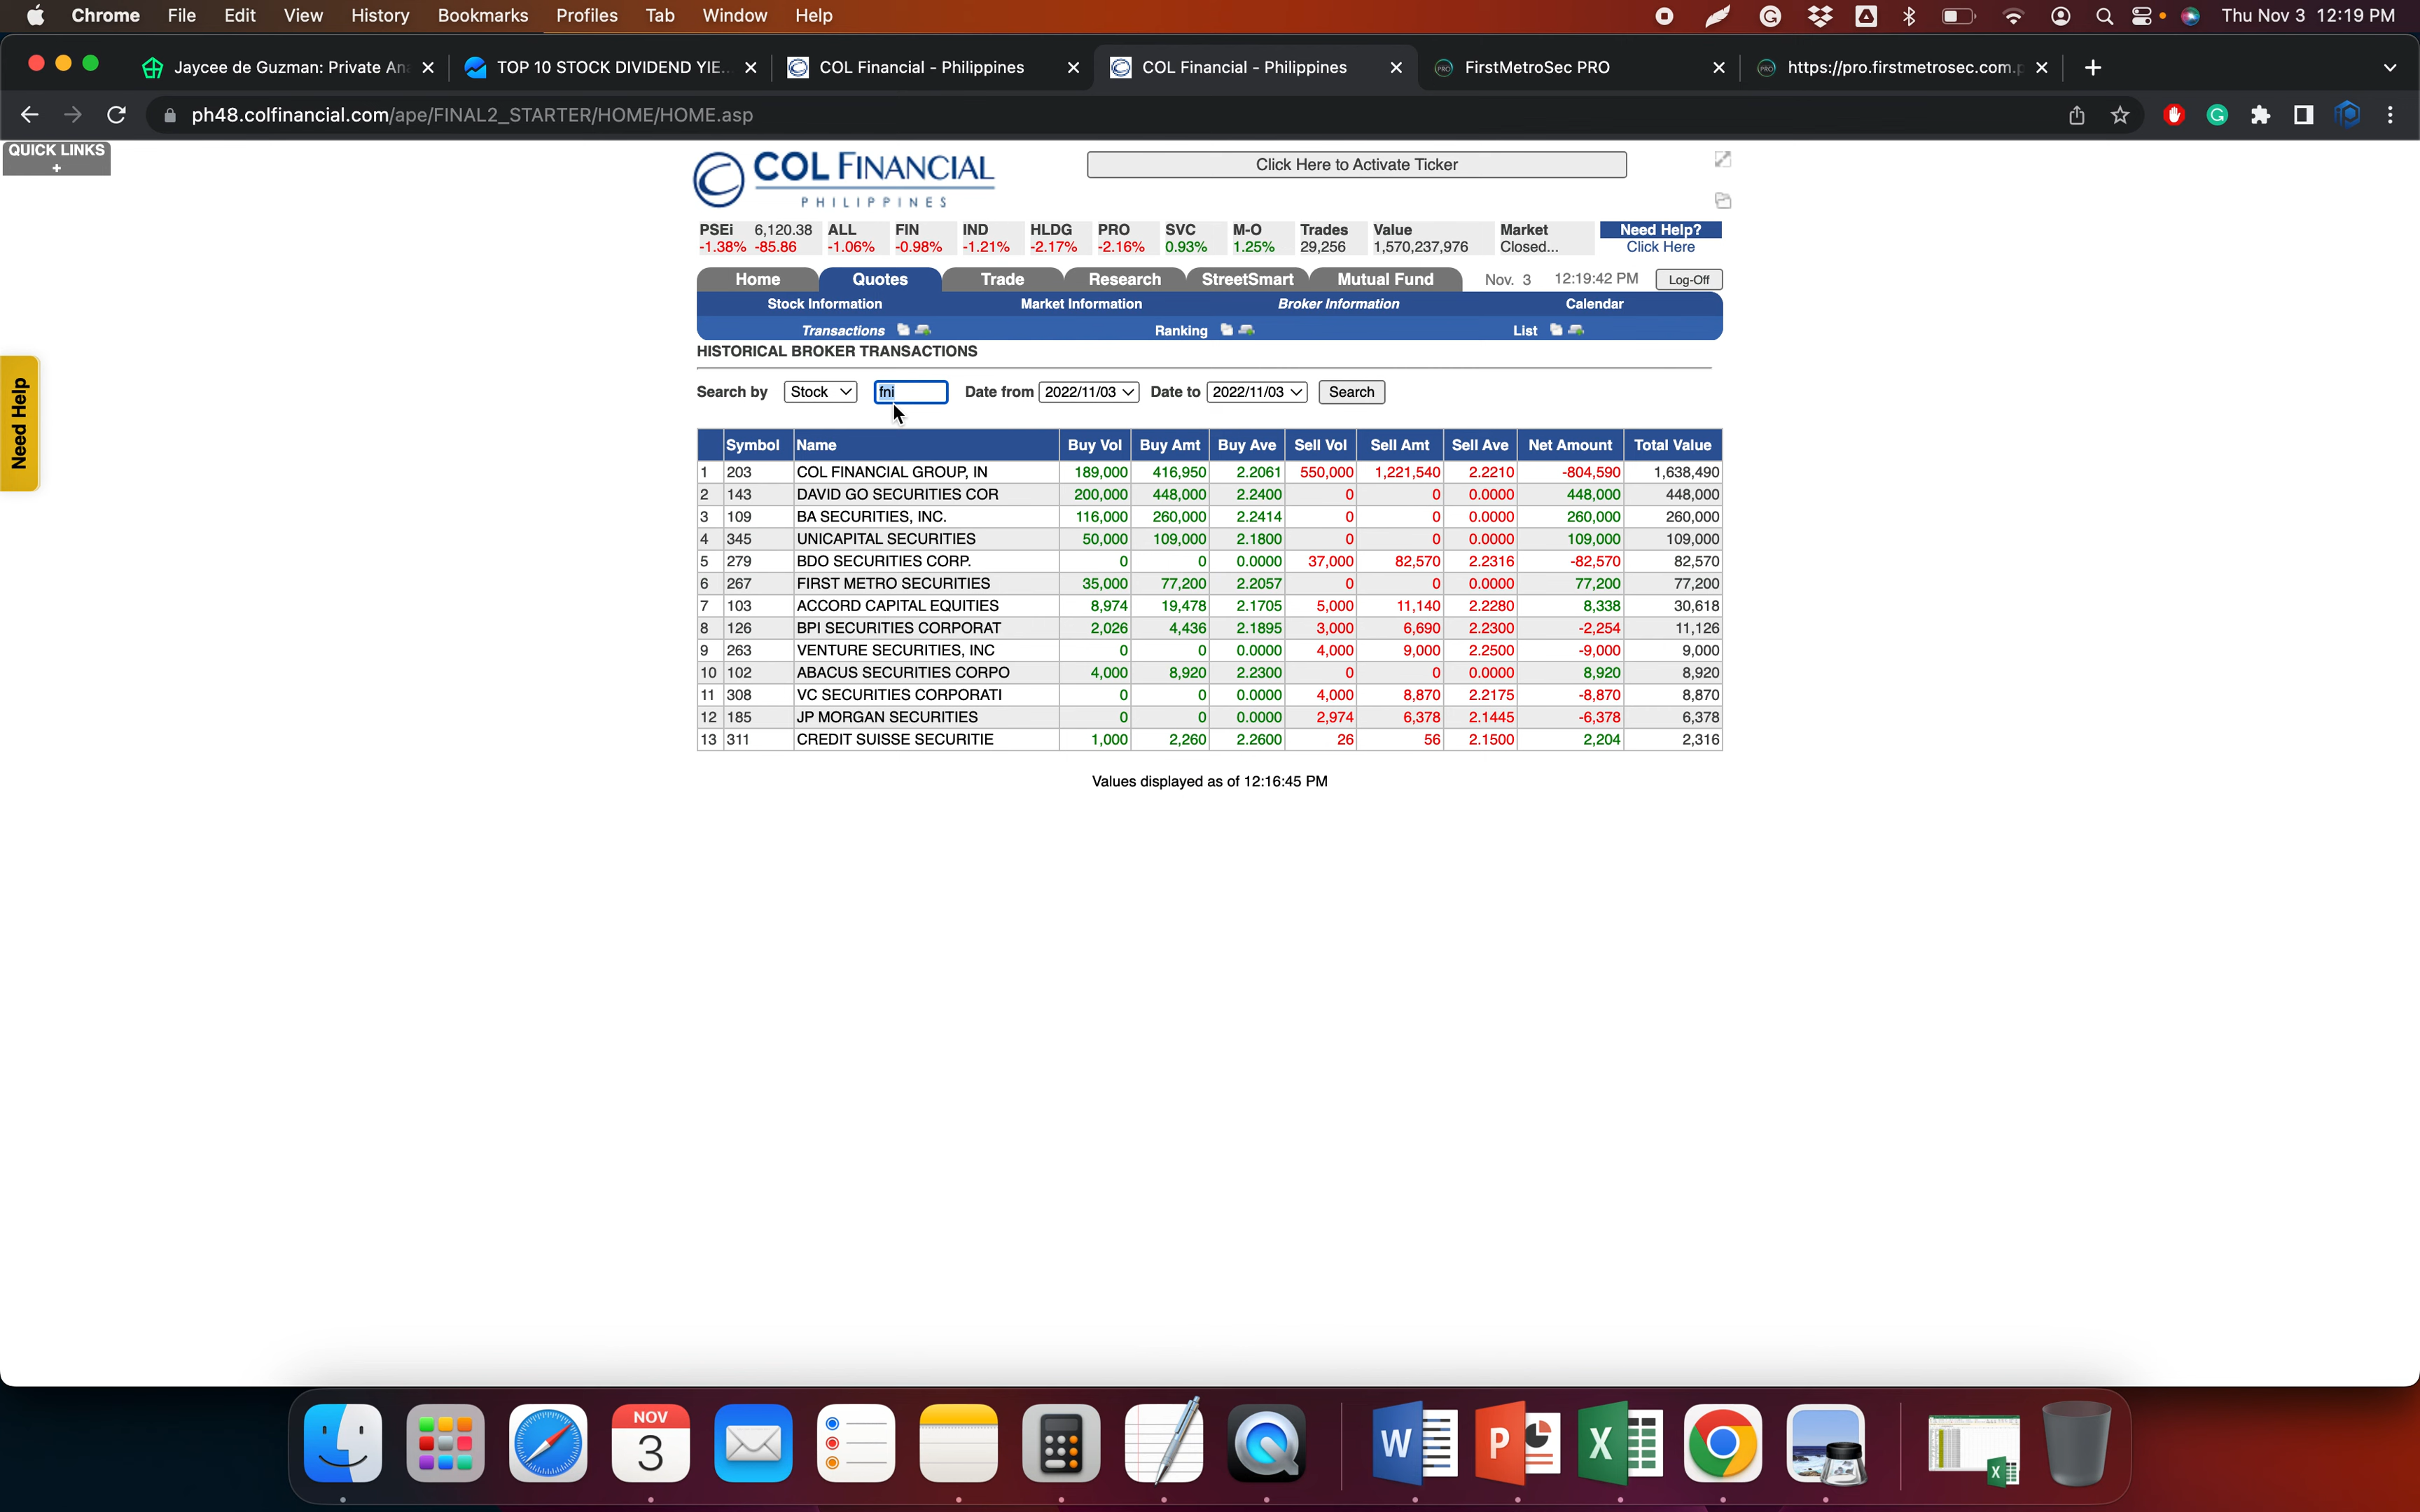 Chrome File Edit View History Bookmarks Profiles Tab Window Help Thu Nov 3 12:19 PM
Jaycee de Guzman: Private An TOP 10 STOCK DIVIDEND YIE... COL Financial - Philippines COL Financial - Philippines FirstMetroSec PRO https://pro.firstmetrosec.com.p
ph48.colfinancial.com/ape/FINAL2_STARTER/HOME/HOME.asp
QUICK LINKS
+
COL FINANCIAL
PHILIPPINES
Click Here to Activate Ticker
PSEi 6,120.38 ALL FIN IND HLDG PRO SVC M-O Trades Value Market Need Help?
-1.38% -85.86 -1.06% -0.98% -1.21% -2.17% -2.16% 0.93% 1.25% 29,256 1,570,237,976 Closed... Click Here
Home Quotes Trade Research StreetSmart Mutual Fund Nov. 3 12:19:42 PM Log-Off
Stock Information Market Information Broker Information Calendar
Transactions Ranking List
HISTORICAL BROKER TRANSACTIONS
Search by Stock fni Date from 2022/11/03 Date to 2022/11/03 Search
Need Help
Symbol Name Buy Vol Buy Amt Buy Ave Sell Vol Sell Amt Sell Ave Net Amount Total Value
1 203 COL FINANCIAL GROUP, IN 189,000 416,950 2.2061 550,000 1,221,540 2.2210 -804,590 1,638,490
2 143 DAVID GO SECURITIES COR 200,000 448,000 2.2400 0 0 0.0000 448,000 448,000
3 109 BA SECURITIES, INC. 116,000 260,000 2.2414 0 0 0.0000 260,000 260,000
4 345 UNICAPITAL SECURITIES 50,000 109,000 2.1800 0 0 0.0000 109,000 109,000
5 279 BDO SECURITIES CORP. 0 0 0.0000 37,000 82,570 2.2316 -82,570 82,570
6 267 FIRST METRO SECURITIES 35,000 77,200 2.2057 0 0 0.0000 77,200 77,200
7 103 ACCORD CAPITAL EQUITIES 8,974 19,478 2.1705 5,000 11,140 2.2280 8,338 30,618
8 126 BPI SECURITIES CORPORAT 2,026 4,436 2.1895 3,000 6,690 2.2300 -2,254 11,126
9 263 VENTURE SECURITIES, INC 0 0 0.0000 4,000 9,000 2.2500 -9,000 9,000
10 102 ABACUS SECURITIES CORPO 4,000 8,920 2.2300 0 0 0.0000 8,920 8,920
11 308 VC SECURITIES CORPORATI 0 0 0.0000 4,000 8,870 2.2175 -8,870 8,870
12 185 JP MORGAN SECURITIES 0 0 0.0000 2,974 6,378 2.1445 -6,378 6,378
13 311 CREDIT SUISSE SECURITIE 1,000 2,260 2.2600 26 56 2.1500 2,204 2,316
Values displayed as of 12:16:45 PM
NOV
3